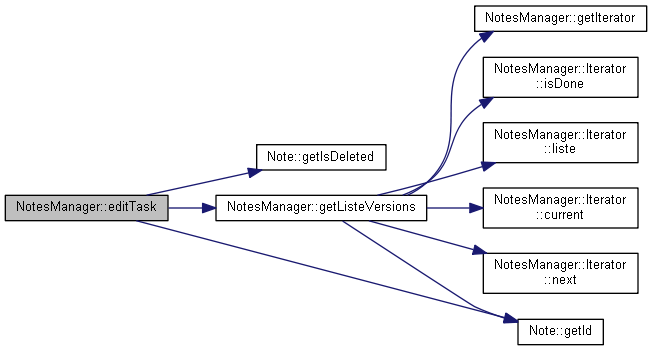 NotesManager::editTask
Note::getIsDeleted
NotesManager::getListeVersions
NotesManager::getIterator
NotesManager::Iterator
::isDone
NotesManager::Iterator
::liste
NotesManager::Iterator
::current
NotesManager::Iterator
::next
Note::getId